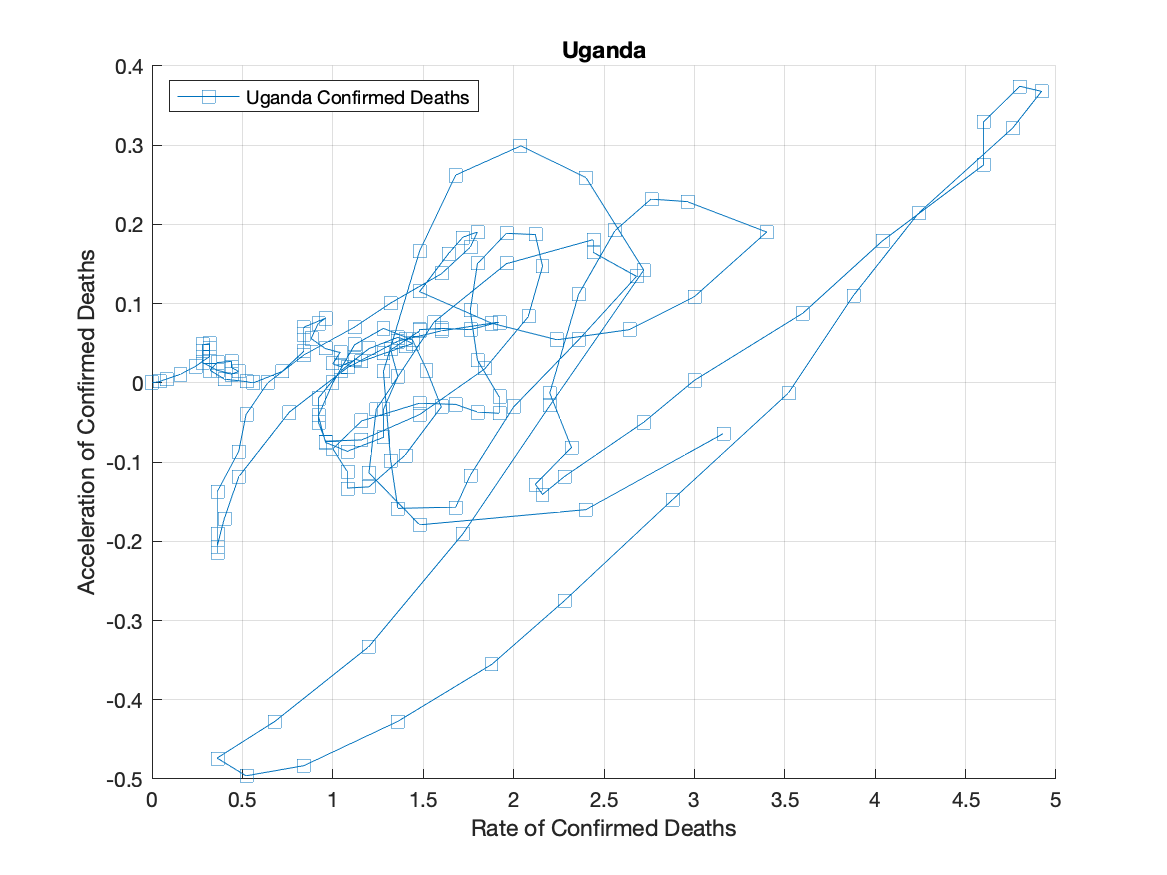 Uganda
Uganda Confirmed Deaths
0.4
0.3
0.2
0.1
0
-0.1
-0.2
-0.3
-0.4
-0.5
Acceleration of Confirmed Deaths
0 0.5 1 1.5 2 2.5 3 3.5 4 4.5 5
Rate of Confirmed Deaths